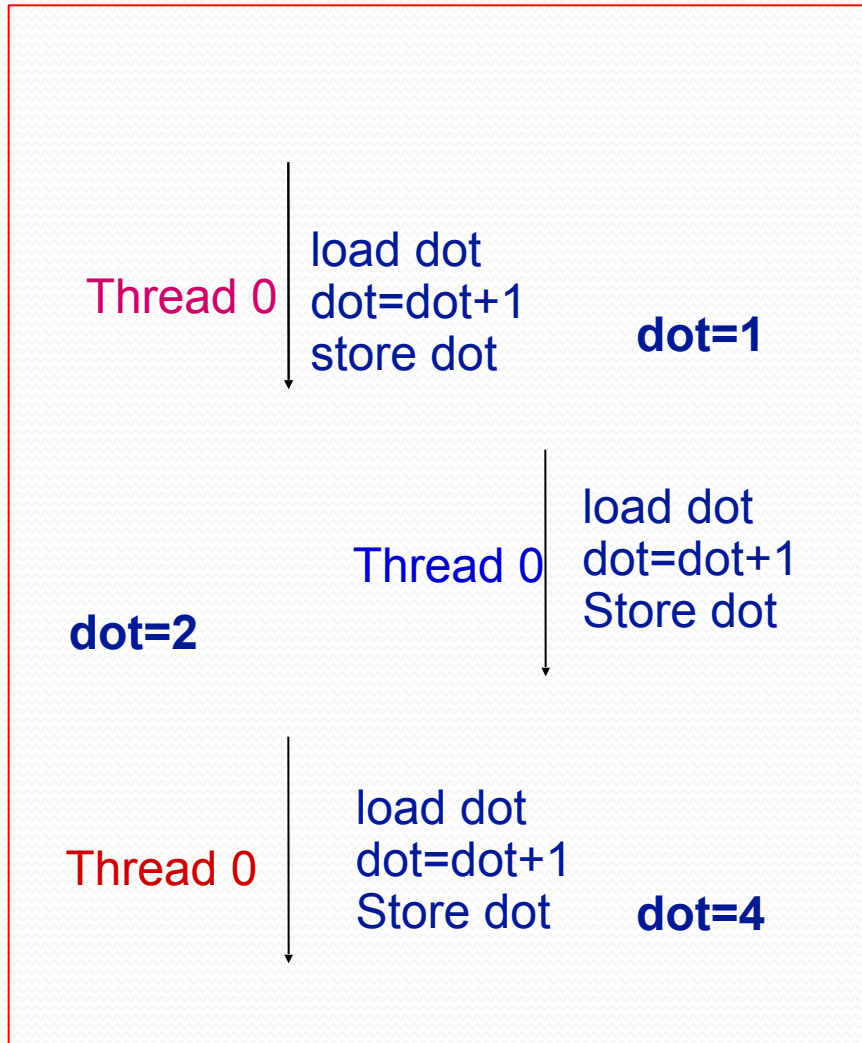 load dot
Thread 0
dot=dot+1
store dot
dot=1
load dot
Thread 0
dot=dot+1
Store dot
dot=2
load dot
Thread 0
dot=dot+1
Store dot
dot=4